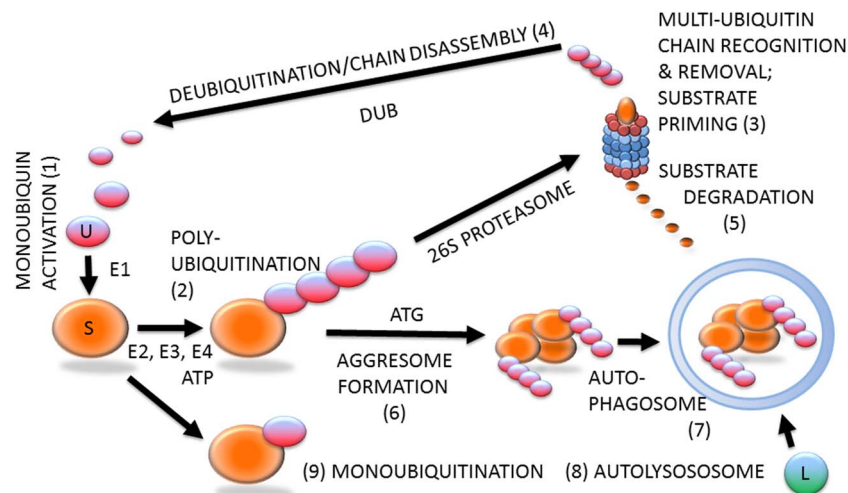 MULTI-UBIQUITIN
CHAIN RECOGNITION
& REMOVAL;
SUBSTRATE
PRIMING (3)
DEUBIQUITINATION/CHAIN DISASSEMBLY (4)
DUB
SUBSTRATE
DEGRADATION
(5)
MONOUBIQUIN
ACTIVATION (1)
U
E1
POLY-
UBIQUITINATION
(2)
26S PROTEASOME
S
E2, E3, E4
ATP
ATG
AGGRESOME
FORMATION
(6)
AUTO-
PHAGOSOME
(7)
(9) MONOUBIQUITINATION
(8) AUTOLYSOSOSOME
L